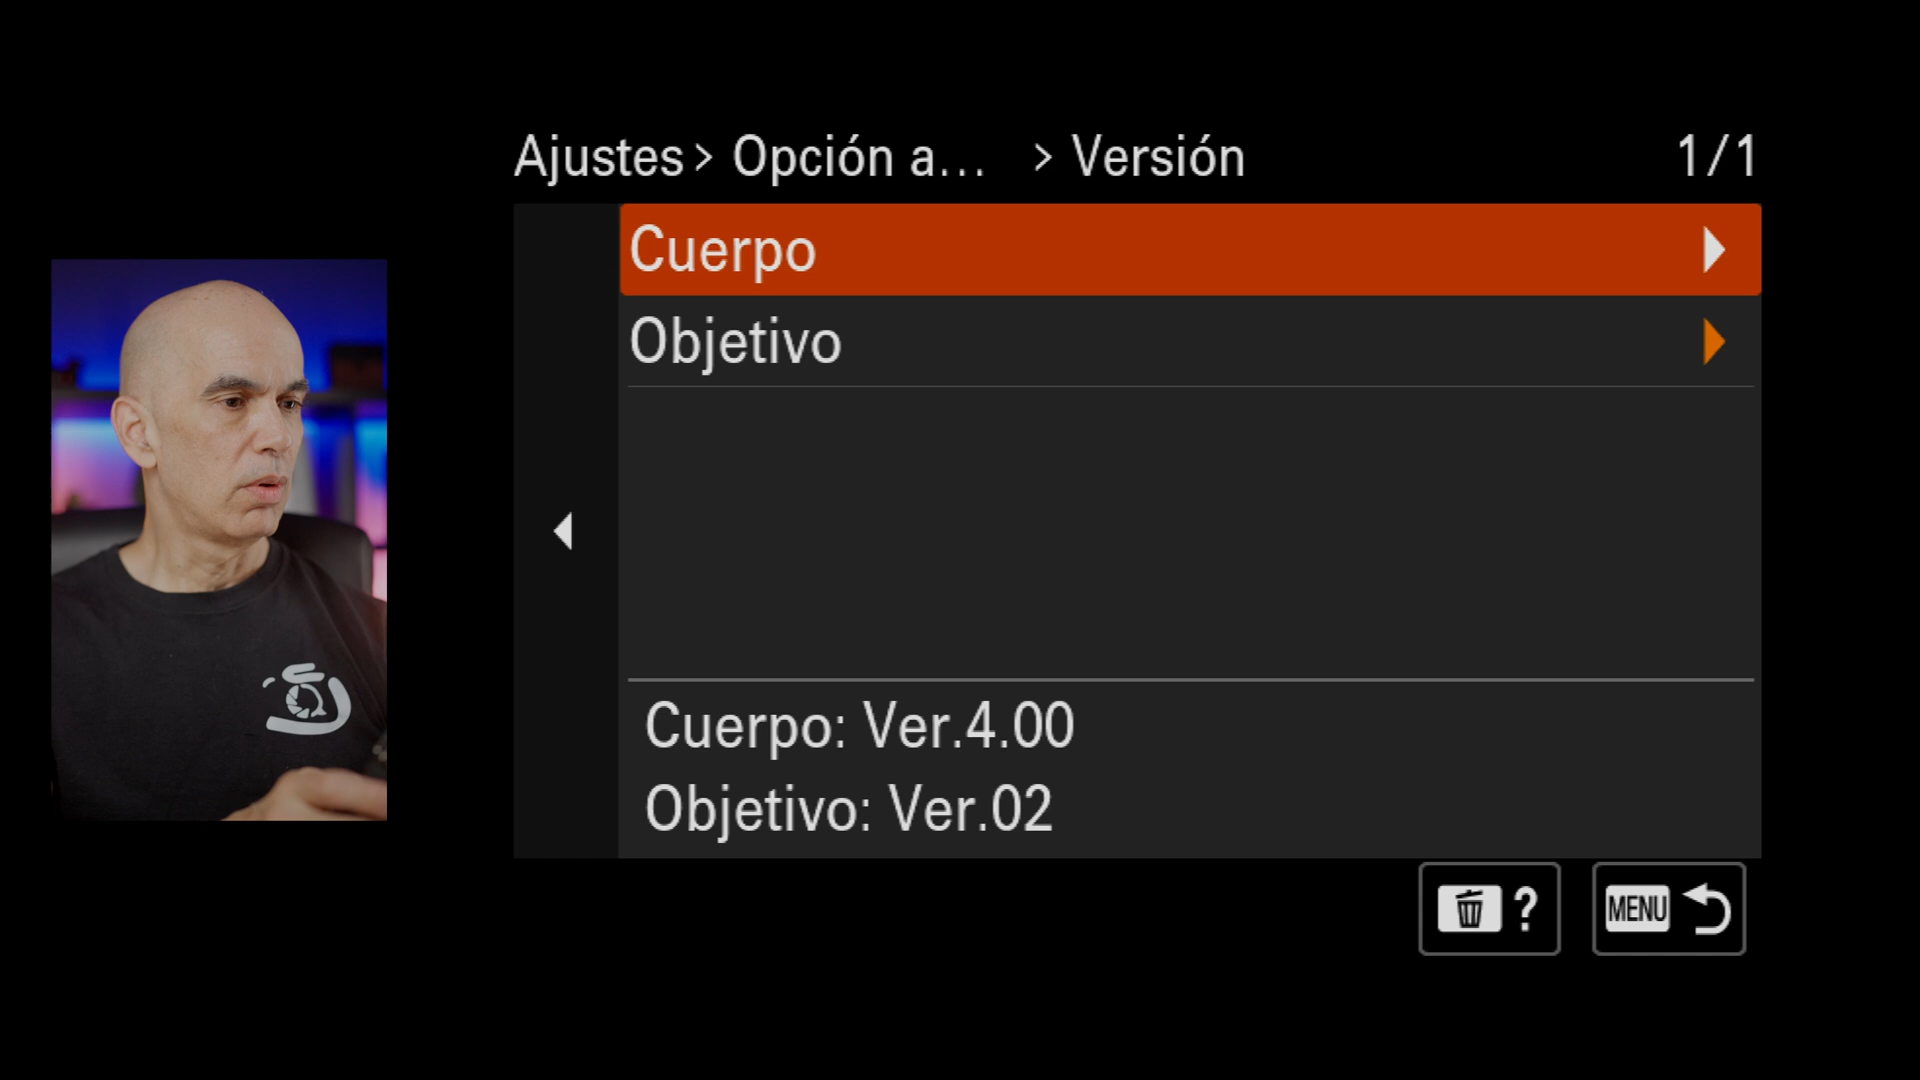 Ajustes > Opción a... > Versión 1/1
Cuerpo
Objetivo
Cuerpo: Ver.4.00
Objetivo: Ver.02
? MENU